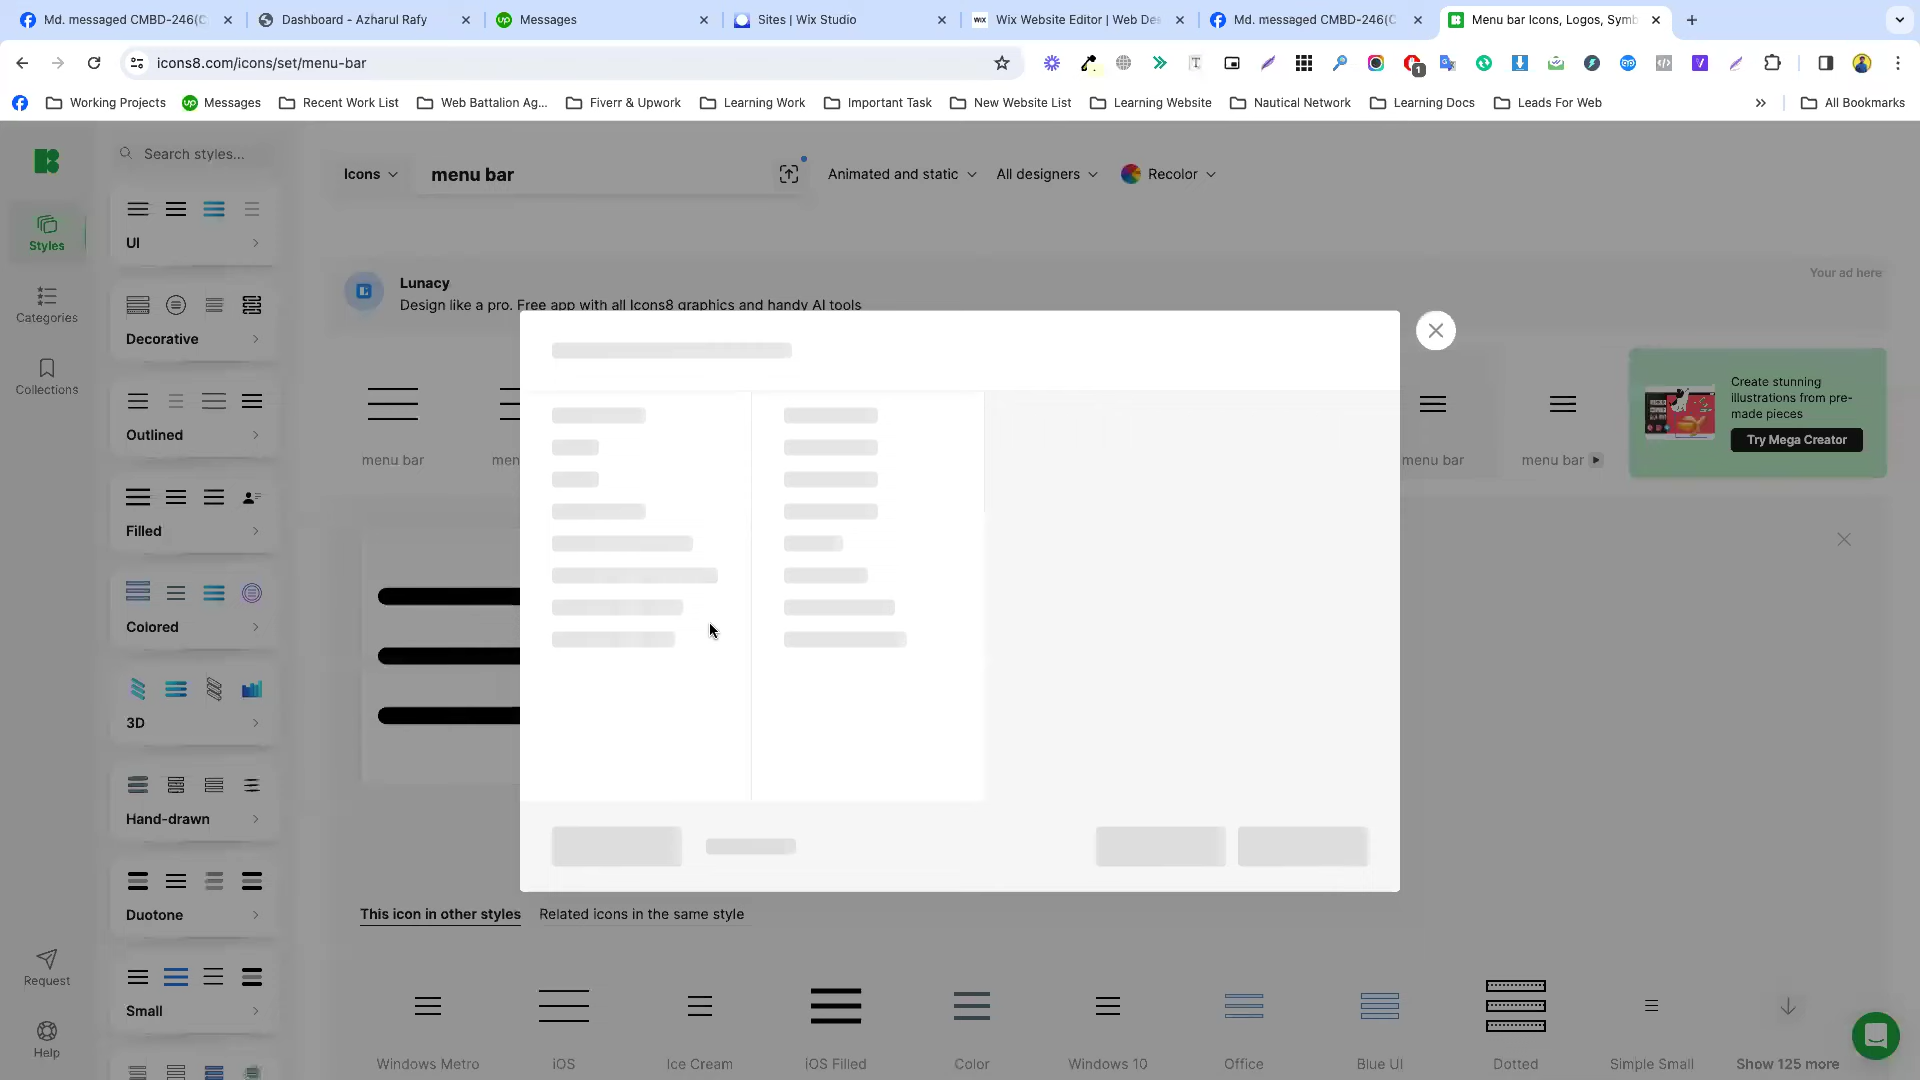 Md. messaged CMBD-246(C
Dashboard - Azharul Rafy
Messages
Sites | Wix Studio
Wix Website Editor | Web De
Md. messaged CMBD-246(C
Menu bar Icons, Logos, Symb
icons8.com/icons/set/menu-bar
Working Projects
Messages
Recent Work List
Web Battalion Ag...
Fiverr & Upwork
Learning Work
Important Task
New Website List
Learning Website
Nautical Network
Learning Docs
Leads For Web
All Bookmarks
Search styles...
Icons
menu bar
Animated and static
All designers
Recolor
Styles
Categories
Collections
Request
Help
UI
Decorative
Outlined
Filled
Colored
3D
Hand-drawn
Duotone
Small
Lunacy
Design like a pro. Free app with all Icons8 graphics and handy AI tools
Your ad here
menu bar
men
menu bar
menu bar
Create stunning
illustrations from pre-
made pieces
Try Mega Creator
This icon in other styles
Related icons in the same style
Windows Metro
iOS
Ice Cream
iOS Filled
Color
Windows 10
Office
Blue UI
Dotted
Simple Small
Show 125 more